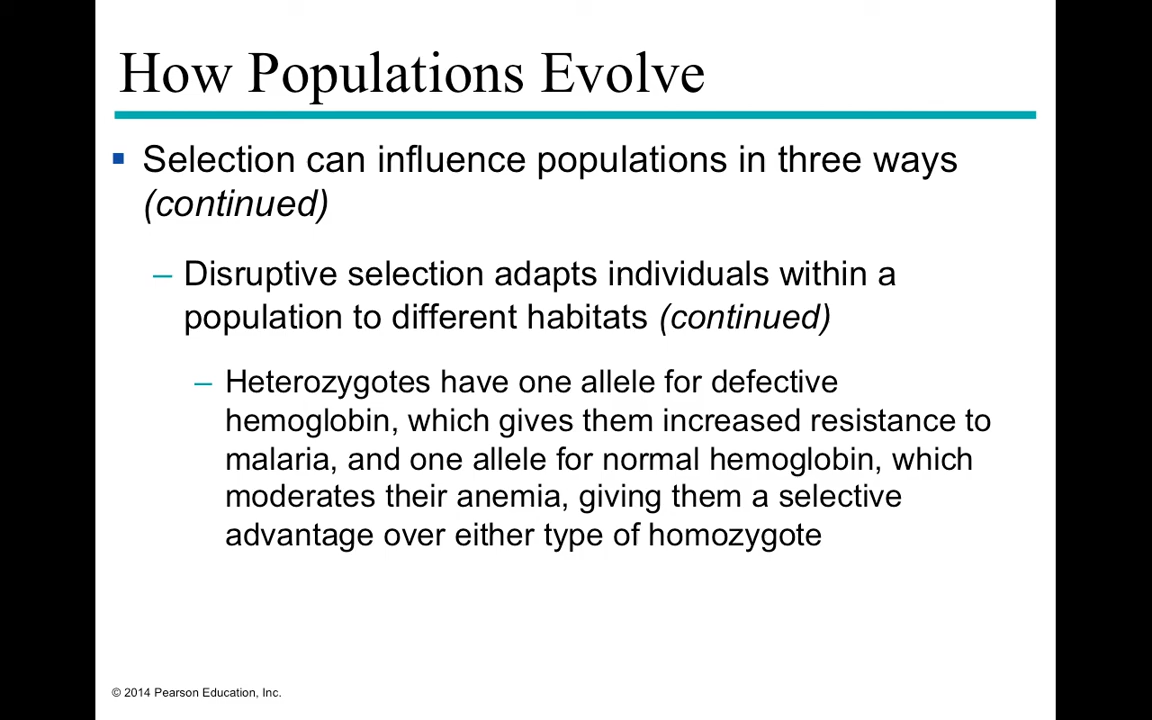 How Populations Evolve
▪ Selection can influence populations in three ways
(continued)
– Disruptive selection adapts individuals within a
population to different habitats (continued)
– Heterozygotes have one allele for defective
hemoglobin, which gives them increased resistance to
malaria, and one allele for normal hemoglobin, which
moderates their anemia, giving them a selective
advantage over either type of homozygote
© 2014 Pearson Education, Inc.